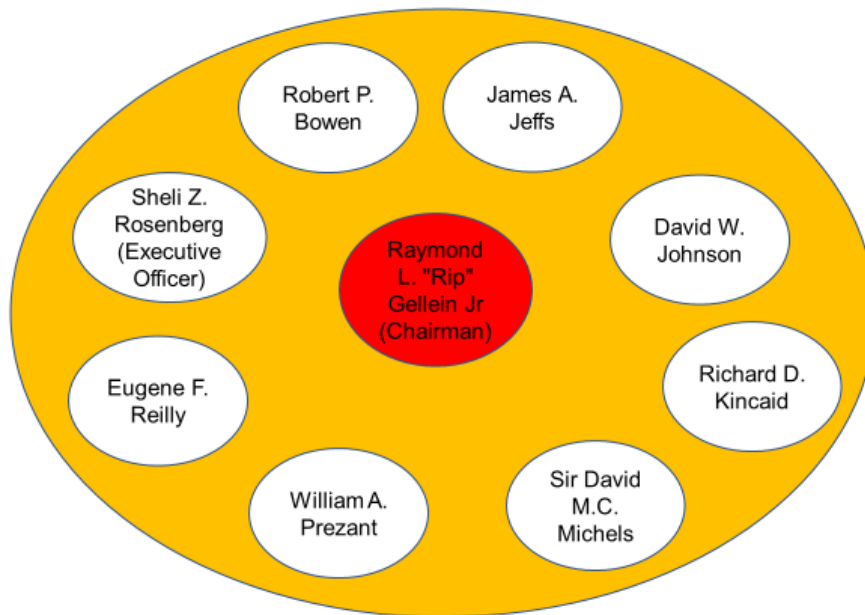 Robert P.
Bowen
James A.
Jeffs
Sheli Z.
Rosenberg
(Executive
Officer)
David W.
Johnson
Raymond
L. "Rip"
Gellein Jr
(Chairman)
Eugene F.
Reilly
Richard D.
Kincaid
William A.
Prezant
Sir David
M.C.
Michels